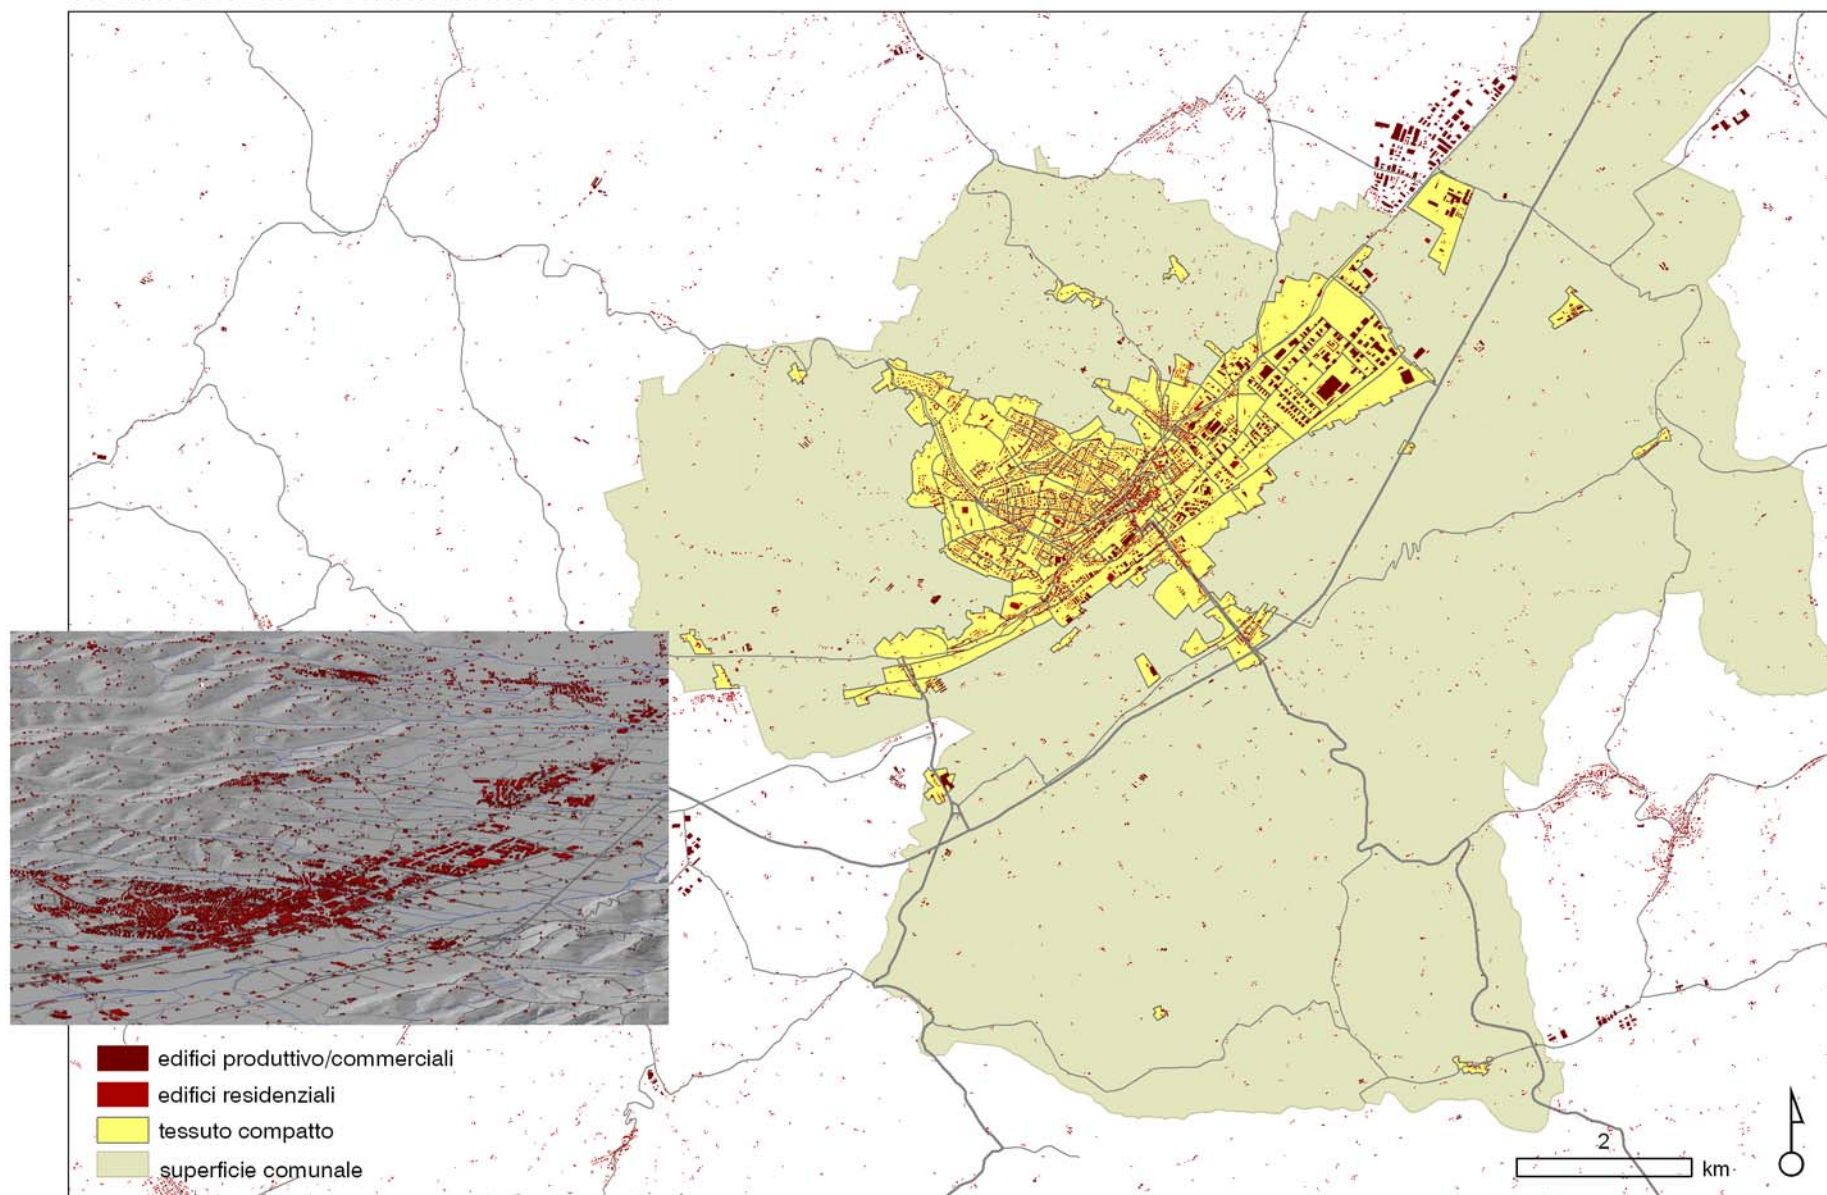 edifici produttivo/commerciali
edifici residenziali
tessuto compatto
superficie comunale
2
km